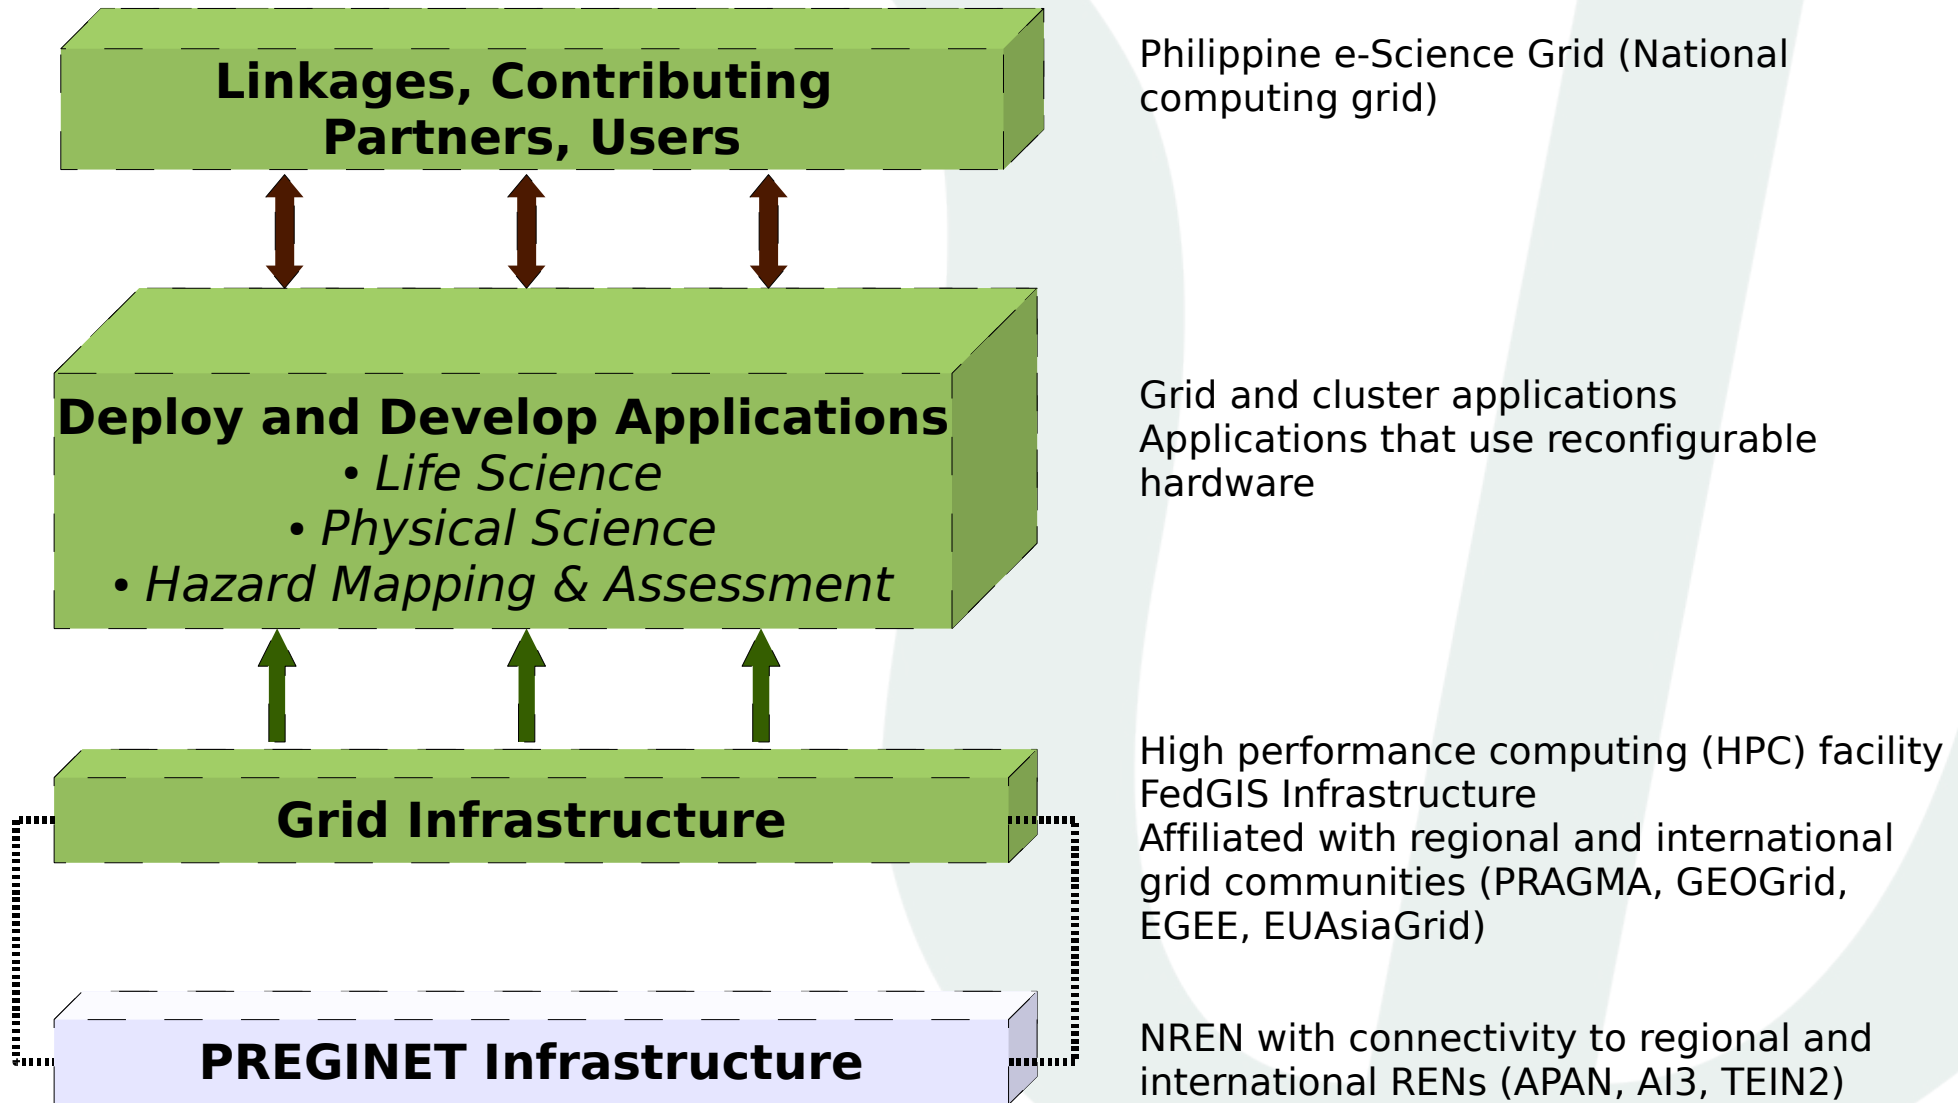 Linkages, Contributing
Partners, Users
Philippine e-Science Grid (National
computing grid)
Deploy and Develop Applications
• Life Science
• Physical Science
• Hazard Mapping & Assessment
Grid and cluster applications
Applications that use reconfigurable
hardware
Grid Infrastructure
High performance computing (HPC) facility
FedGIS Infrastructure
Affiliated with regional and international
grid communities (PRAGMA, GEOGrid,
EGEE, EUAsiaGrid)
PREGINET Infrastructure
NREN with connectivity to regional and
international RENs (APAN, AI3, TEIN2)